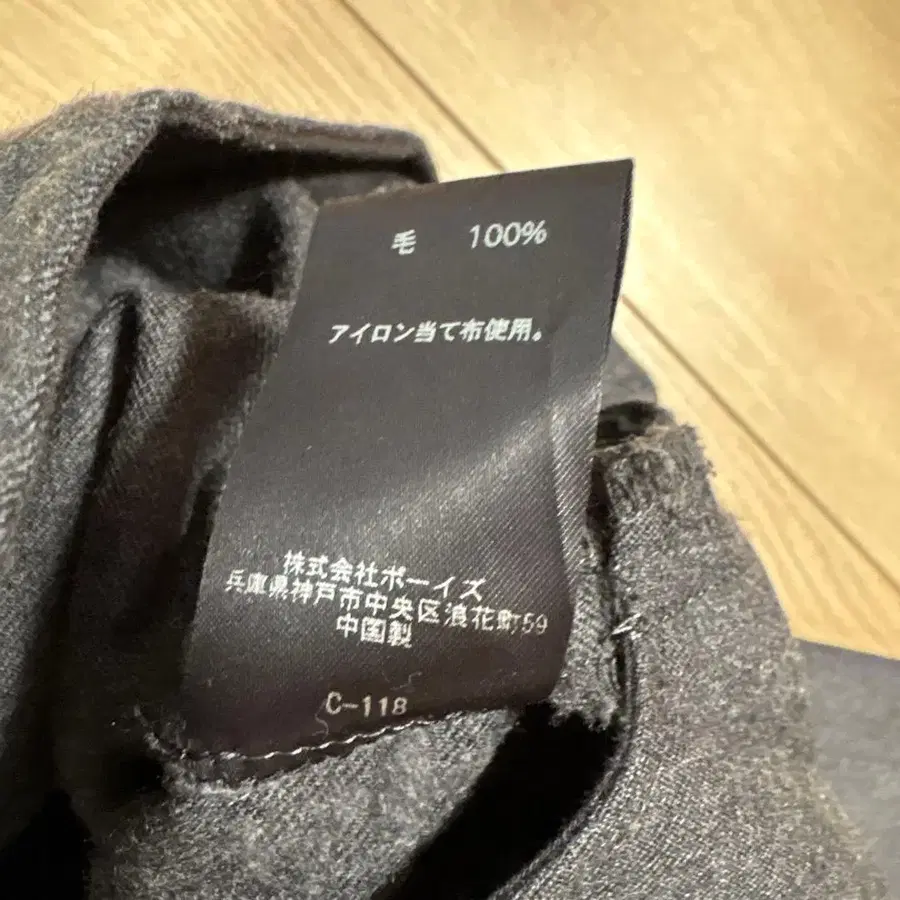 毛 100%
アイロン当て布使用。
株式会社ボーイズ
兵庫県神戸市中央区浪花町59
中国製
C-118